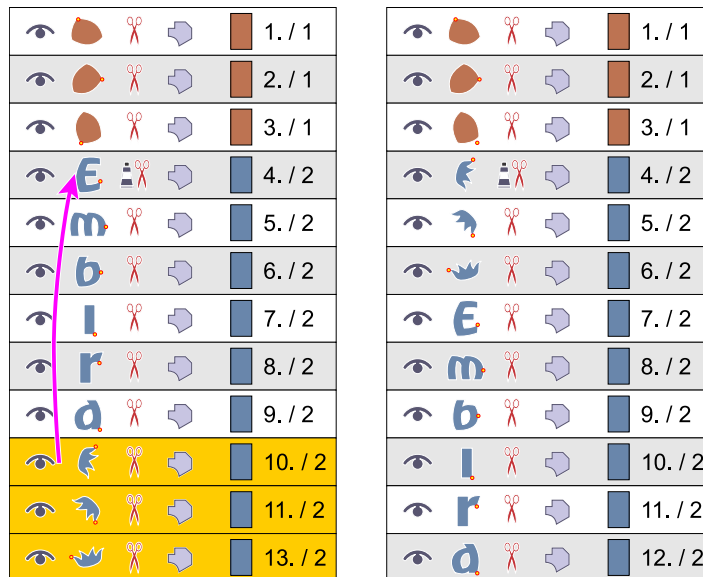 1. / 1
2. / 1
3. / 1
E 4. / 2
m 5. / 2
b 6. / 2
l 7. / 2
r 8. / 2
a 9. / 2
10. / 2
11. / 2
13. / 2
1. / 1
2. / 1
3. / 1
4. / 2
5. / 2
6. / 2
E 7. / 2
m 8. / 2
b 9. / 2
l 10. / 2
r 11. / 2
a 12. / 2